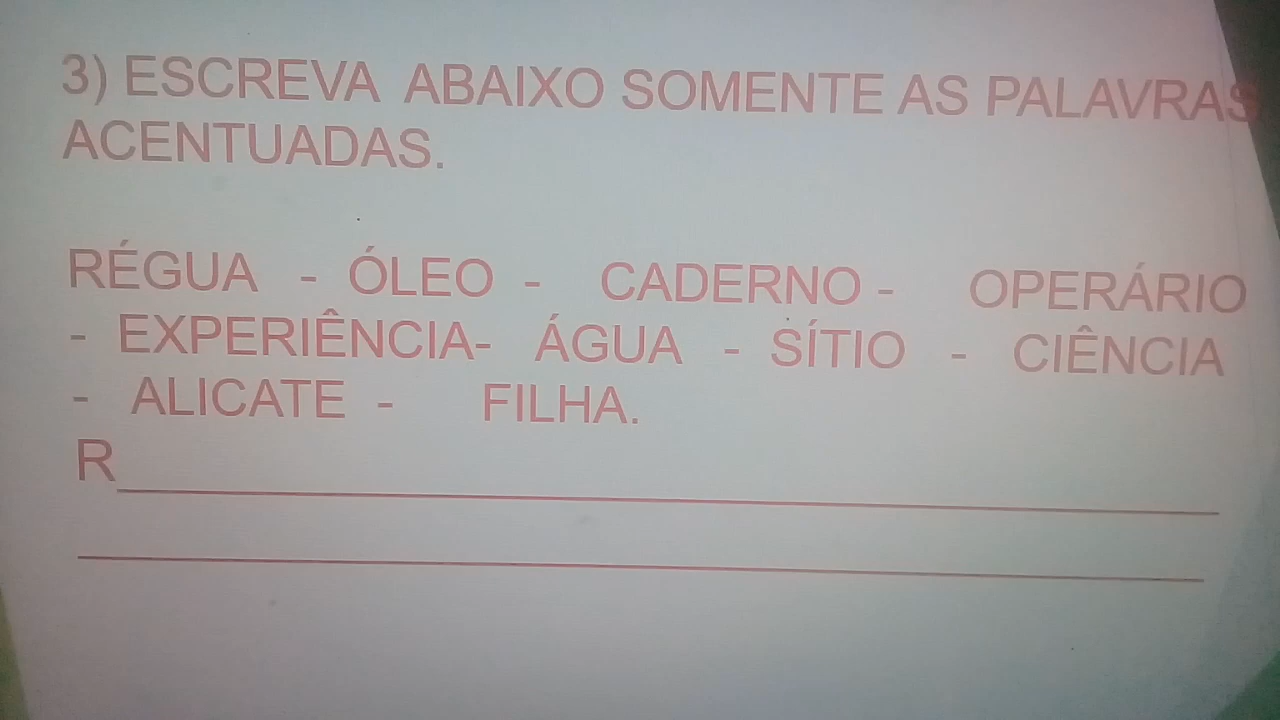 3) ESCREVA ABAIXO SOMENTE AS PALAVRAS
ACENTUADAS.
RÉGUA - ÓLEO - CADERNO - OPERÁRIO
- EXPERIÊNCIA- ÁGUA - SÍTIO - CIÊNCIA
- ALICATE - FILHA.
R